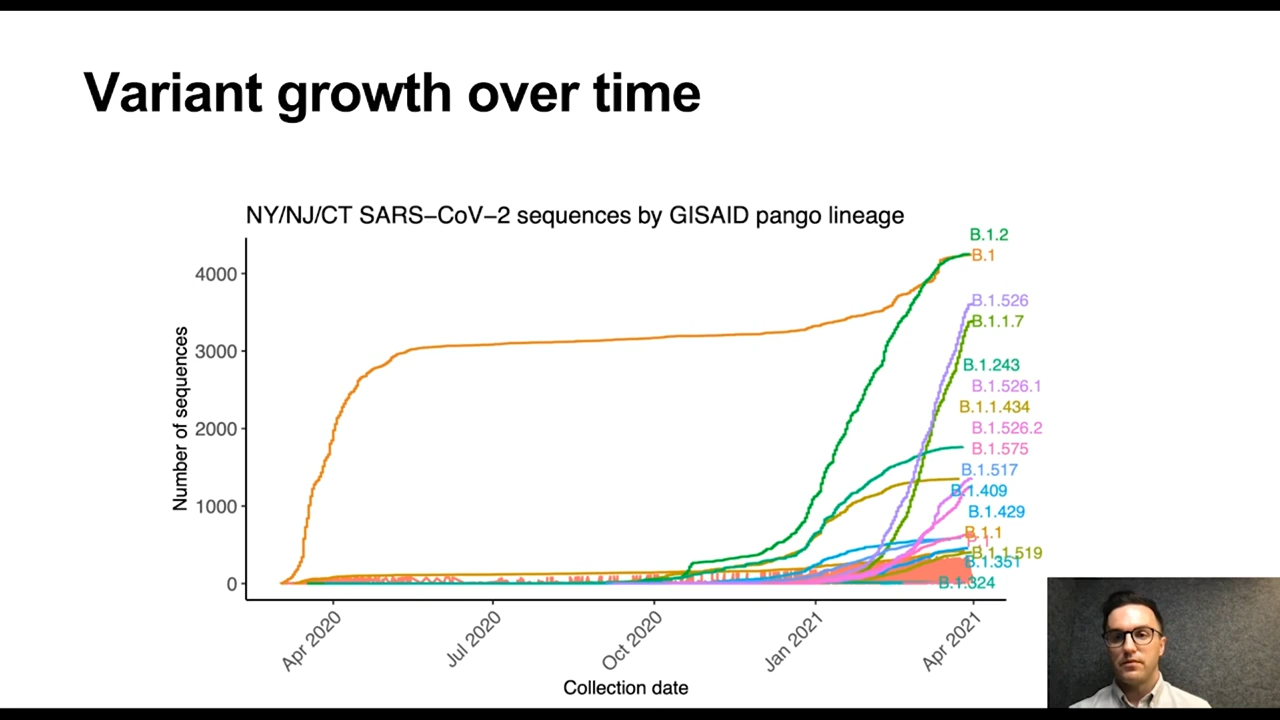 Variant growth over time
NY/NJ/CT SARS−CoV−2 sequences by GISAID pango lineage
Number of sequences
4000
3000
2000
1000
0
B.1.2
B.1
B.1.526
B.1.1.7
B.1.243
B.1.526.1
B.1.1.434
B.1.526.2
B.1.575
B.1.517
B.1.409
B.1.429
B.1.1
P.1
B.1.1.519
B.1.351
B.1.324
Apr 2020
Jul 2020
Oct 2020
Jan 2021
Apr 2021
Collection date